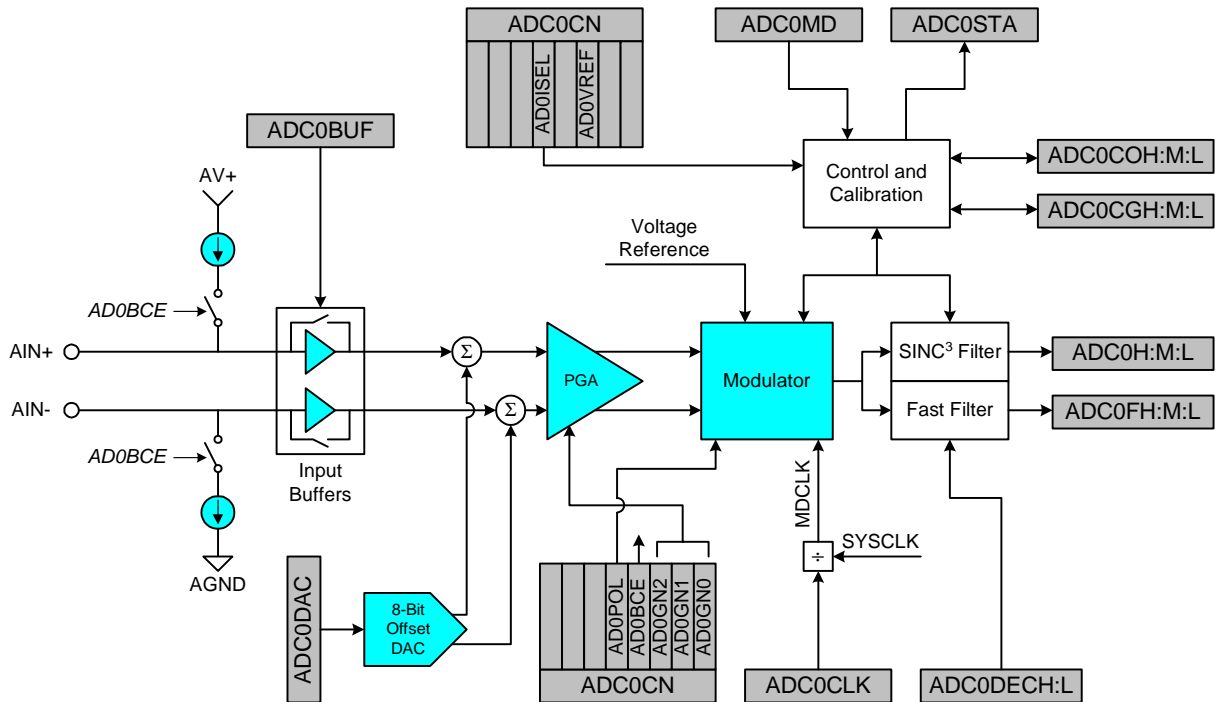 ADC0CN
AD0ISEL
AD0VREF
ADC0MD
ADC0STA
ADC0BUF
Control and
Calibration
ADC0COH:M:L
ADC0CGH:M:L
AV+
Voltage
Reference
AD0BCE
AIN+
Σ
PGA
Modulator
SINC³ Filter
ADC0H:M:L
AIN-
Σ
Fast Filter
ADC0FH:M:L
AD0BCE
Input
Buffers
MDCLK
SYSCLK
÷
AGND
ADC0DAC
8-Bit
Offset
DAC
AD0POL
AD0BCE
AD0GN2
AD0GN1
AD0GN0
ADC0CN
ADC0CLK
ADC0DECH:L